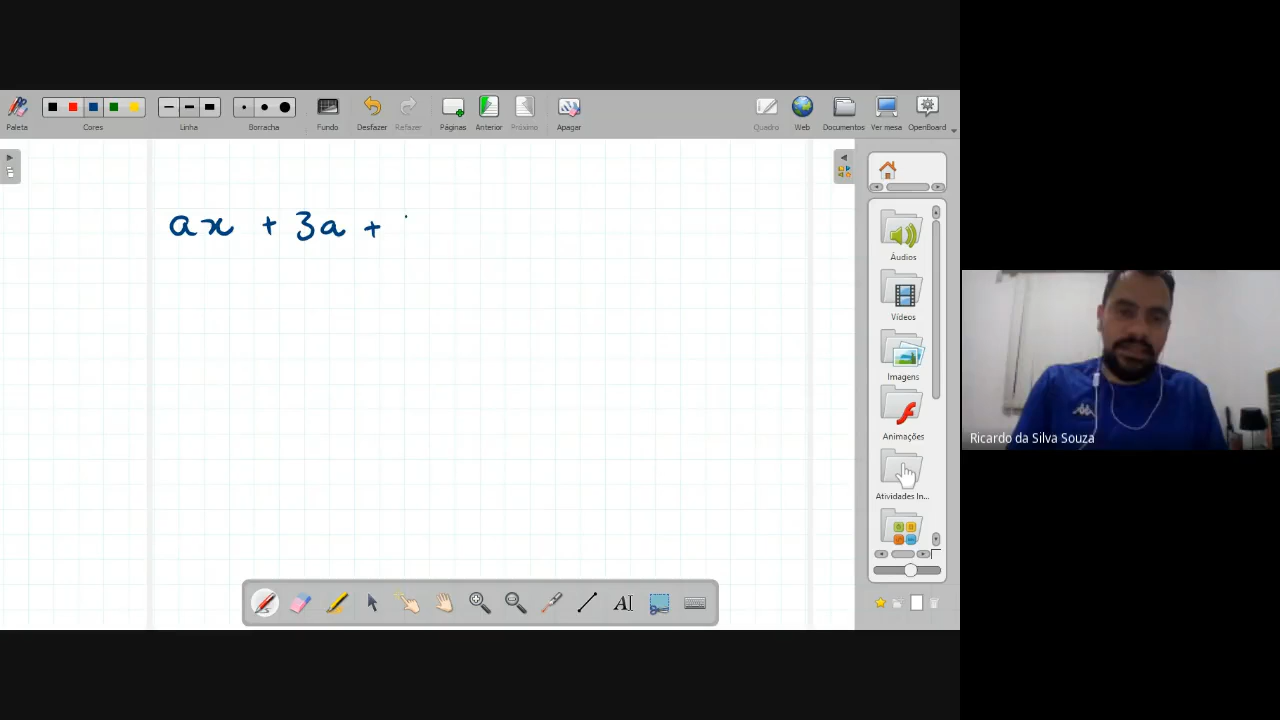 Paleta Cores Linha Borracha Fundo Desfazer Refazer Páginas Anterior Próximo Apagar Quadro Web Documentos Ver mesa OpenBoard
ax + 3a +
Áudios
Vídeos
Imagens
Animações
Atividades In...
Ricardo da Silva Souza
AI